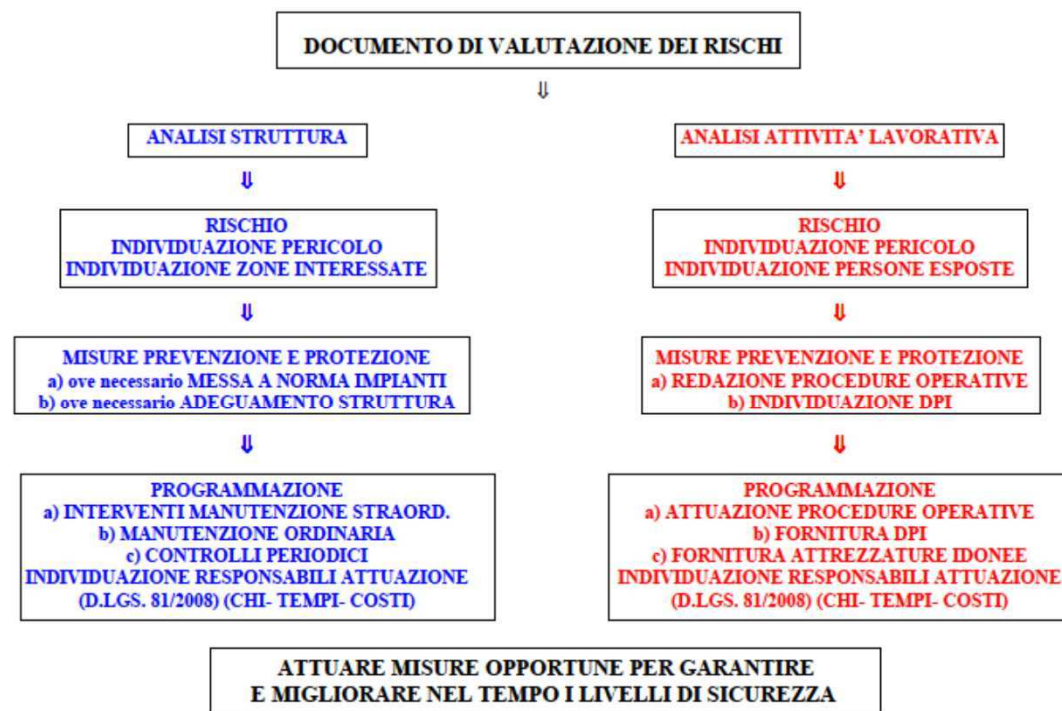 DOCUMENTO DI VALUTAZIONE DEI RISCHI
ANALISI STRUTTURA
RISCHIO
INDIVIDUAZIONE PERICOLO
INDIVIDUAZIONE ZONE INTERESSATE
MISURE PREVENZIONE E PROTEZIONE
a) ove necessario MESSA A NORMA IMPIANTI
b) ove necessario ADEGUAMENTO STRUTTURA
PROGRAMMAZIONE
a) INTERVENTI MANUTENZIONE STRAORD.
b) MANUTENZIONE ORDINARIA
c) CONTROLLI PERIODICI
INDIVIDUAZIONE RESPONSABILI ATTUAZIONE
(D.LGS. 81/2008) (CHI- TEMPI- COSTI)
ANALISI ATTIVITA’ LAVORATIVA
RISCHIO
INDIVIDUAZIONE PERICOLO
INDIVIDUAZIONE PERSONE ESPOSTE
MISURE PREVENZIONE E PROTEZIONE
a) REDAZIONE PROCEDURE OPERATIVE
b) INDIVIDUAZIONE DPI
PROGRAMMAZIONE
a) ATTUAZIONE PROCEDURE OPERATIVE
b) FORNITURA DPI
c) FORNITURA ATTREZZATURE IDONEE
INDIVIDUAZIONE RESPONSABILI ATTUAZIONE
(D.LGS. 81/2008) (CHI- TEMPI- COSTI)
ATTUARE MISURE OPPORTUNE PER GARANTIRE
E MIGLIORARE NEL TEMPO I LIVELLI DI SICUREZZA